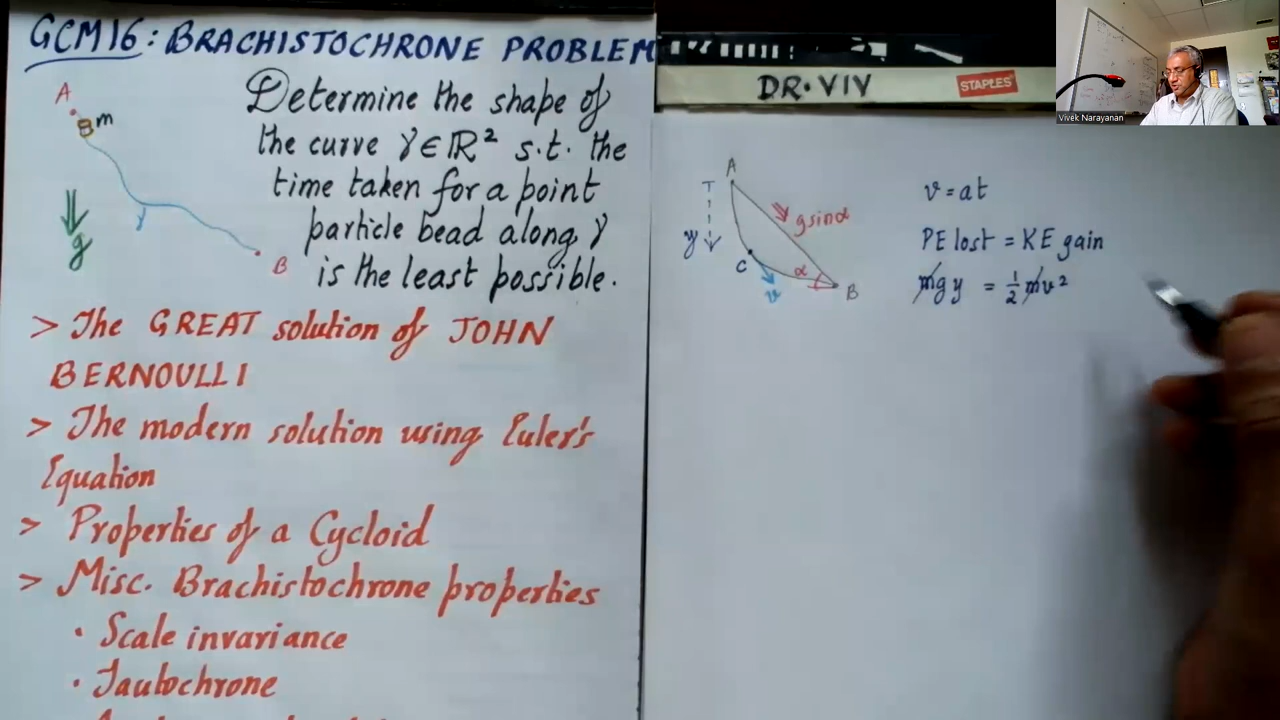 GCM16: BRACHISTOCHRONE PROBLEM
A
m
g
γ
B
Determine the shape of
the curve γ∈ℝ² s.t. the
time taken for a point
particle bead along γ
is the least possible.
> The GREAT solution of JOHN
BERNOULLI
> The modern solution using Euler's
Equation
> Properties of a Cycloid
> Misc. Brachistochrone properties
• Scale invariance
• Tautochrone
DR. VIV
STAPLES
Vivek Narayanan
A
g sinα
y
C
α
v
B
v = at
PE lost = KE gain
mgy = 1/2 mv²